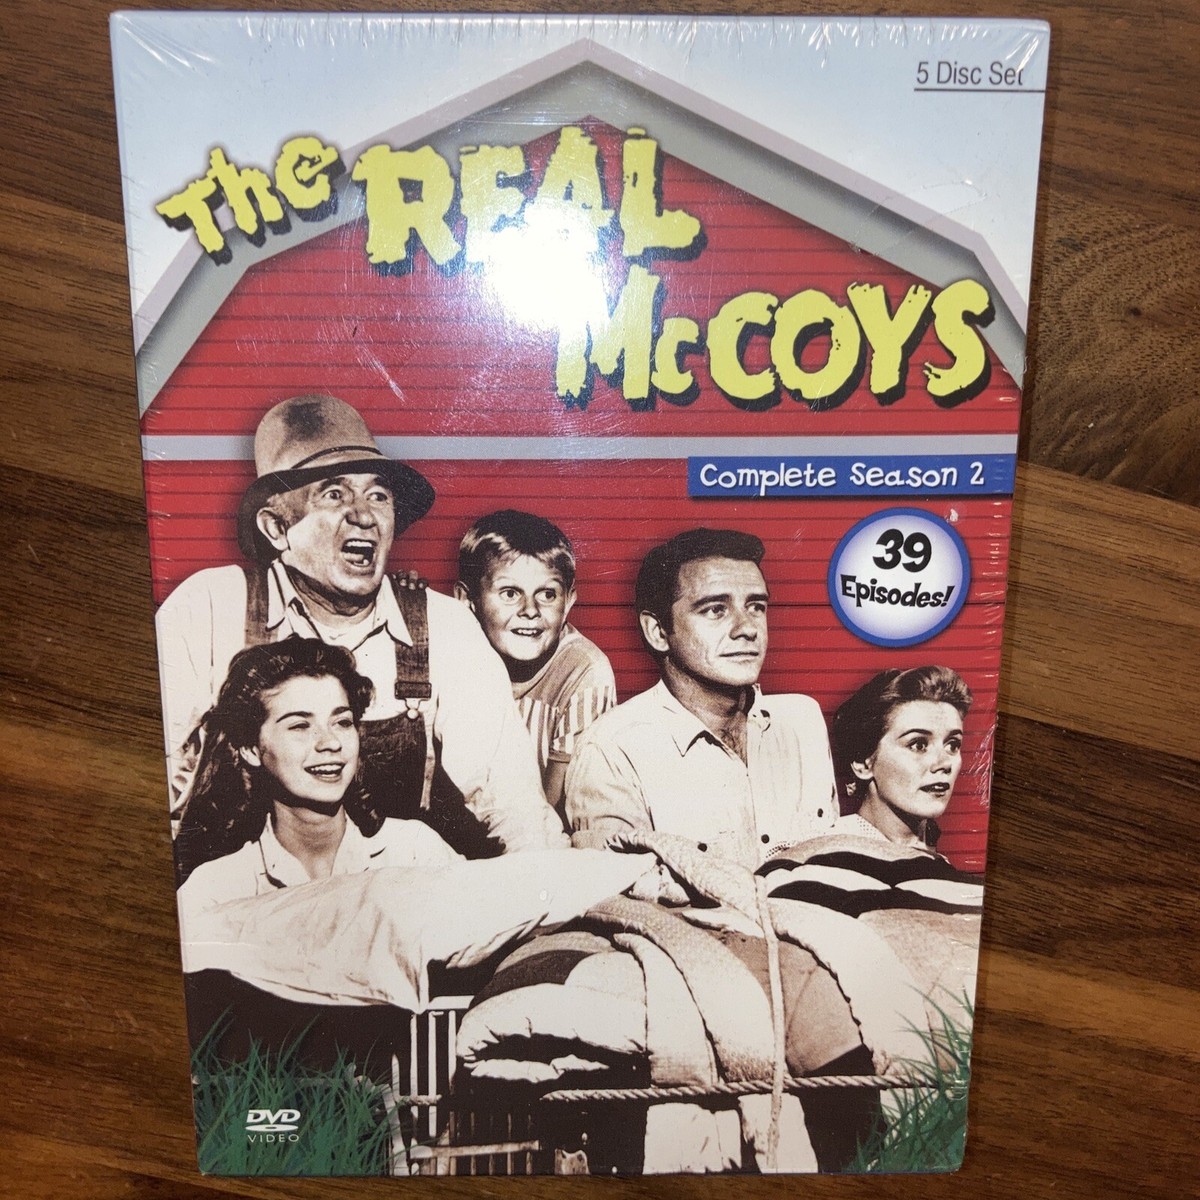 5 Disc Set
The REAL
McCOYS
Complete Season 2
39
Episodes!
DVD
VIDEO